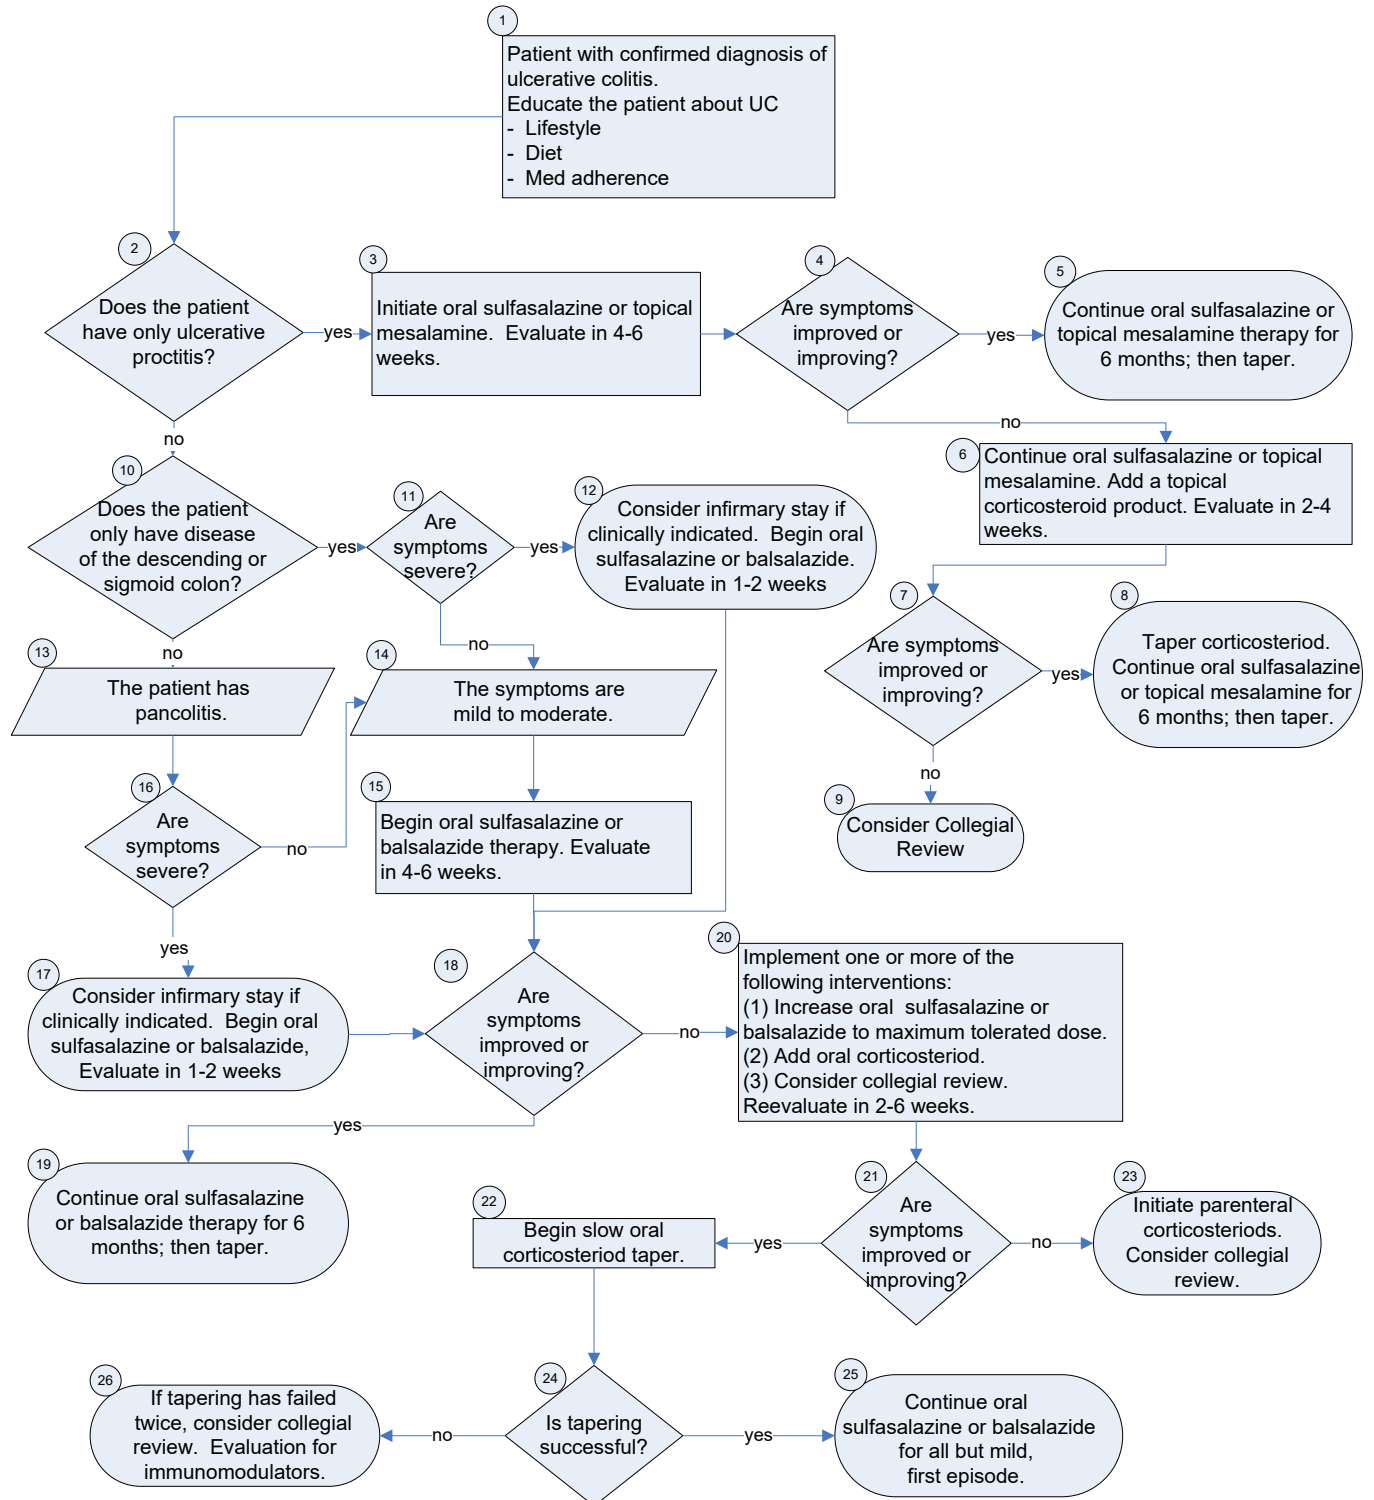 1
Patient with confirmed diagnosis of
ulcerative colitis.
Educate the patient about UC
- Lifestyle
- Diet
- Med adherence
2
Does the patient
have only ulcerative
proctitis?
yes
3
Initiate oral sulfasalazine or topical
mesalamine. Evaluate in 4-6
weeks.
4
Are symptoms
improved or
improving?
yes
5
Continue oral sulfasalazine or
topical mesalamine therapy for
6 months; then taper.
no
no
6
Continue oral sulfasalazine or topical
mesalamine. Add a topical
corticosteroid product. Evaluate in 2-4
weeks.
7
Are symptoms
improved or
improving?
yes
8
Taper corticosteriod.
Continue oral sulfasalazine
or topical mesalamine for
6 months; then taper.
no
9
Consider Collegial
Review
10
Does the patient
only have disease
of the descending or
sigmoid colon?
yes
11
Are
symptoms
severe?
yes
12
Consider infirmary stay if
clinically indicated. Begin oral
sulfasalazine or balsalazide.
Evaluate in 1-2 weeks
no
no
13
The patient has
pancolitis.
14
The symptoms are
mild to moderate.
15
Begin oral sulfasalazine or
balsalazide therapy. Evaluate
in 4-6 weeks.
16
Are
symptoms
severe?
no
yes
17
Consider infirmary stay if
clinically indicated. Begin oral
sulfasalazine or balsalazide,
Evaluate in 1-2 weeks
18
Are
symptoms
improved or
improving?
no
yes
19
Continue oral sulfasalazine
or balsalazide therapy for 6
months; then taper.
20
Implement one or more of the
following interventions:
(1) Increase oral sulfasalazine or
balsalazide to maximum tolerated dose.
(2) Add oral corticosteriod.
(3) Consider collegial review.
Reevaluate in 2-6 weeks.
21
Are
symptoms
improved or
improving?
yes
no
22
Begin slow oral
corticosteriod taper.
23
Initiate parenteral
corticosteriods.
Consider collegial
review.
24
Is tapering
successful?
no
yes
25
Continue oral
sulfasalazine or balsalazide
for all but mild,
first episode.
26
If tapering has failed
twice, consider collegial
review. Evaluation for
immunomodulators.